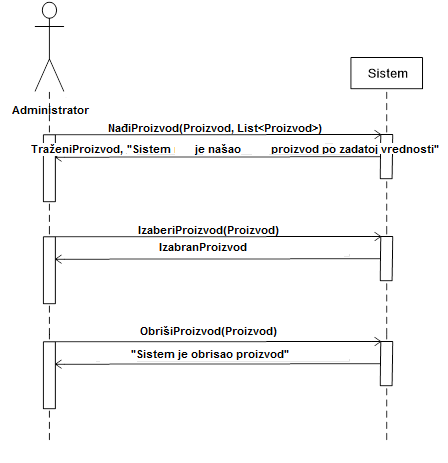 Sistem
Administrator
NađiProizvod(Proizvod, List<Proizvod>)
TraženiProizvod, "Sistem je našao proizvod po zadatoj vrednosti"
IzaberiProizvod(Proizvod)
IzabranProizvod
ObrišiProizvod(Proizvod)
"Sistem je obrisao proizvod"